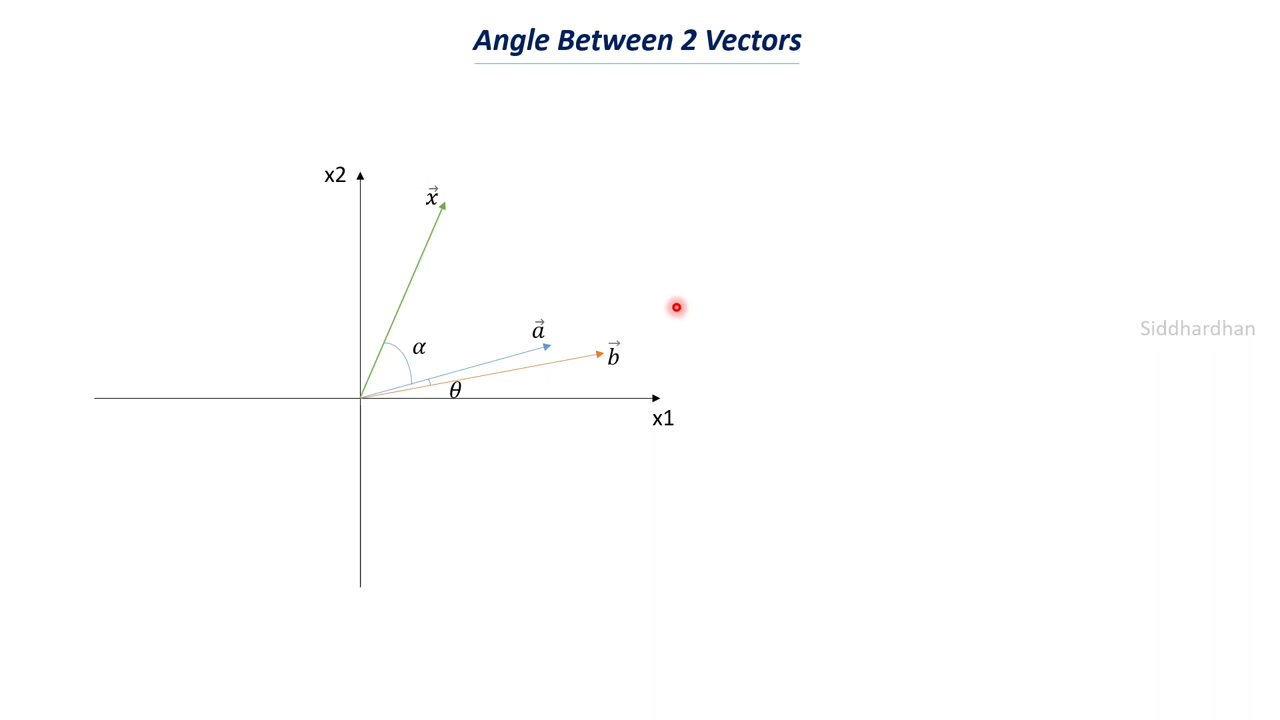 Angle Between 2 Vectors
x2
x⃗
a⃗
α
b⃗
θ
x1
Siddhardhan